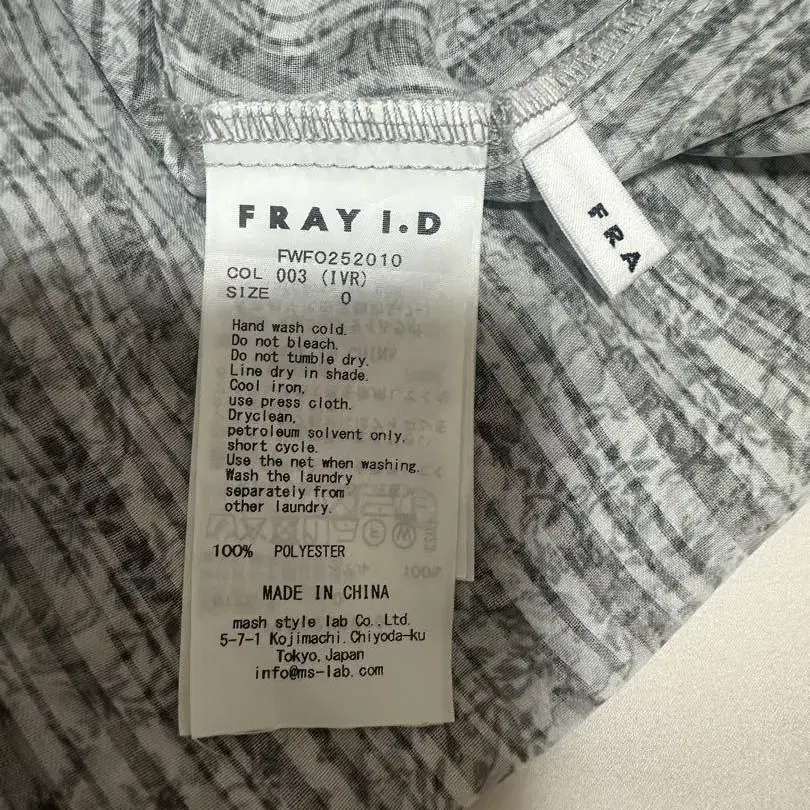 FRAY I.D
FWFO252010
COL 003 (IVR)
SIZE 0
Hand wash cold.
Do not bleach.
Do not tumble dry.
Line dry in shade.
Cool iron,
use press cloth.
Dryclean,
petroleum solvent only,
short cycle.
Use the net when washing.
Wash the laundry
separately from
other laundry.
100% POLYESTER
MADE IN CHINA
mash style lab Co.,Ltd.
5-7-1 Kojimachi.Chiyoda-ku
Tokyo,Japan
info@ms-lab.com
FRA